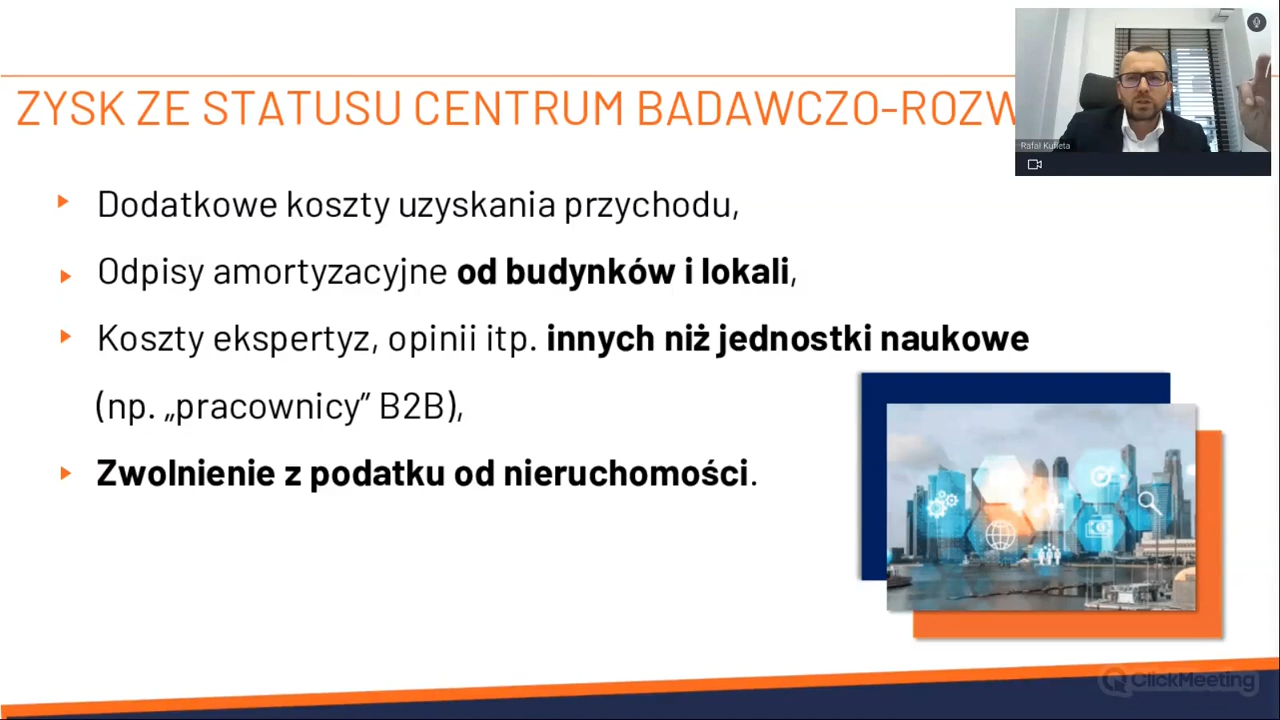 ZYSK ZE STATUSU CENTRUM BADAWCZO-ROZW
Rafał Kufieta
Dodatkowe koszty uzyskania przychodu,
Odpisy amortyzacyjne od budynków i lokali,
Koszty ekspertyz, opinii itp. innych niż jednostki naukowe
(np. „pracownicy” B2B),
Zwolnienie z podatku od nieruchomości.
ClickMeeting